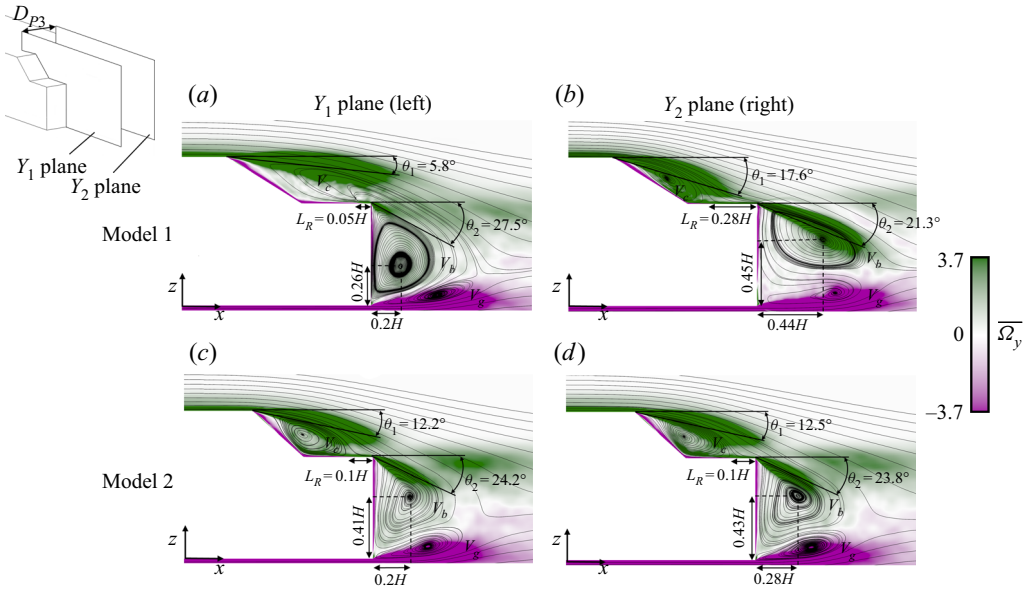 D_{P3}
Y_1 plane
Y_2 plane
(a)
Y_1 plane (left)
(b)
Y_2 plane (right)
Model 1
θ_1 = 5.8°
V_c
L_R = 0.05H
θ_2 = 27.5°
V_b
0.26H
V_g
z
x
0.2H
θ_1 = 17.6°
V_c
L_R = 0.28H
θ_2 = 21.3°
V_b
0.45H
V_g
z
x
0.44H
3.7
0
−3.7
\overline{Ω_y}
Model 2
(c)
θ_1 = 12.2°
V_c
L_R = 0.1H
θ_2 = 24.2°
V_b
0.41H
V_g
z
x
0.2H
(d)
θ_1 = 12.5°
V_c
L_R = 0.1H
θ_2 = 23.8°
V_b
0.43H
V_g
z
x
0.28H